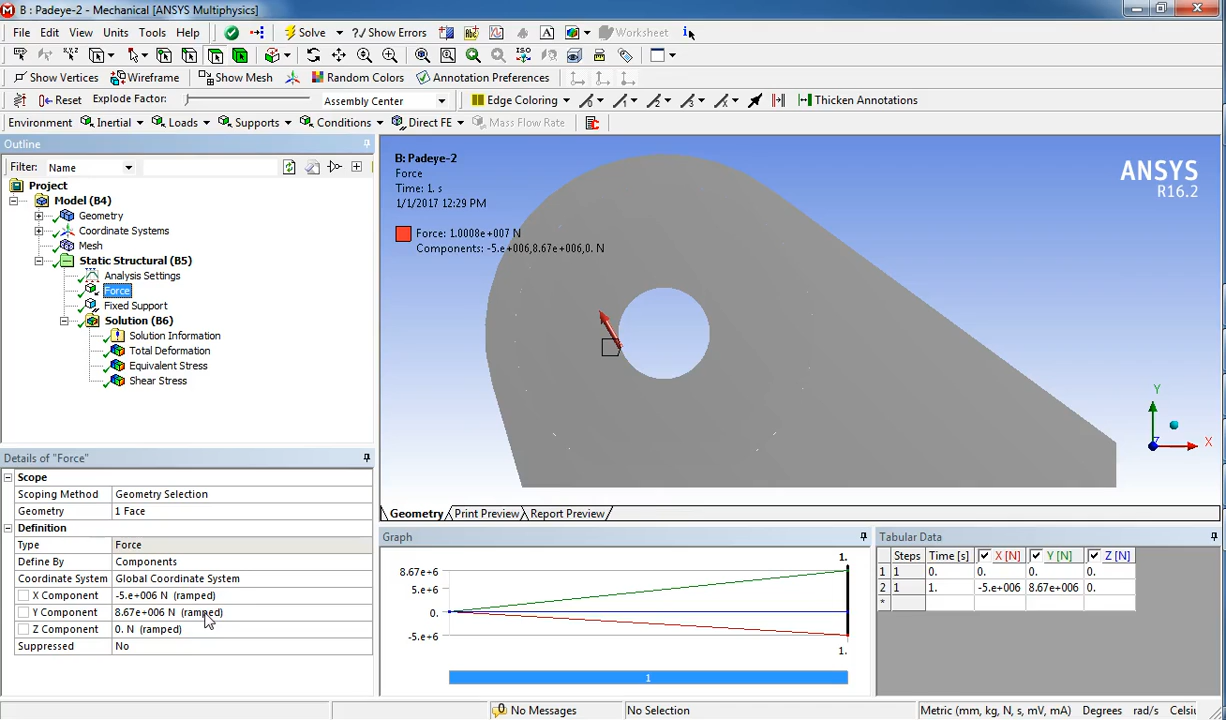 B : Padeye-2 - Mechanical [ANSYS Multiphysics]
File Edit View Units Tools Help Solve ?/ Show Errors A Worksheet i
Show Vertices Wireframe Show Mesh Random Colors Annotation Preferences
Reset Explode Factor: Assembly Center Edge Coloring Thicken Annotations
Environment Inertial Loads Supports Conditions Direct FE Mass Flow Rate
Outline
Filter: Name
Project
Model (B4)
Geometry
Coordinate Systems
Mesh
Static Structural (B5)
Analysis Settings
Force
Fixed Support
Solution (B6)
Solution Information
Total Deformation
Equivalent Stress
Shear Stress
B: Padeye-2
Force
Time: 1. s
1/1/2017 12:29 PM
Force: 1.0008e+007 N
Components: -5.e+006,8.67e+006,0. N
ANSYS
R16.2
Y
X
Z
Geometry Print Preview Report Preview
Details of "Force"
Scope
Scoping Method Geometry Selection
Geometry 1 Face
Definition
Type Force
Define By Components
Coordinate System Global Coordinate System
X Component -5.e+006 N (ramped)
Y Component 8.67e+006 N (ramped)
Z Component 0. N (ramped)
Suppressed No
Graph
1.
8.67e+6
5.e+6
0.
-5.e+6
1.
1
Tabular Data
Steps Time [s] X [N] Y [N] Z [N]
1 1 0. 0. 0. 0.
2 1 1. -5.e+006 8.67e+006 0.
*
0 No Messages No Selection Metric (mm, kg, N, s, mV, mA) Degrees rad/s Celsi